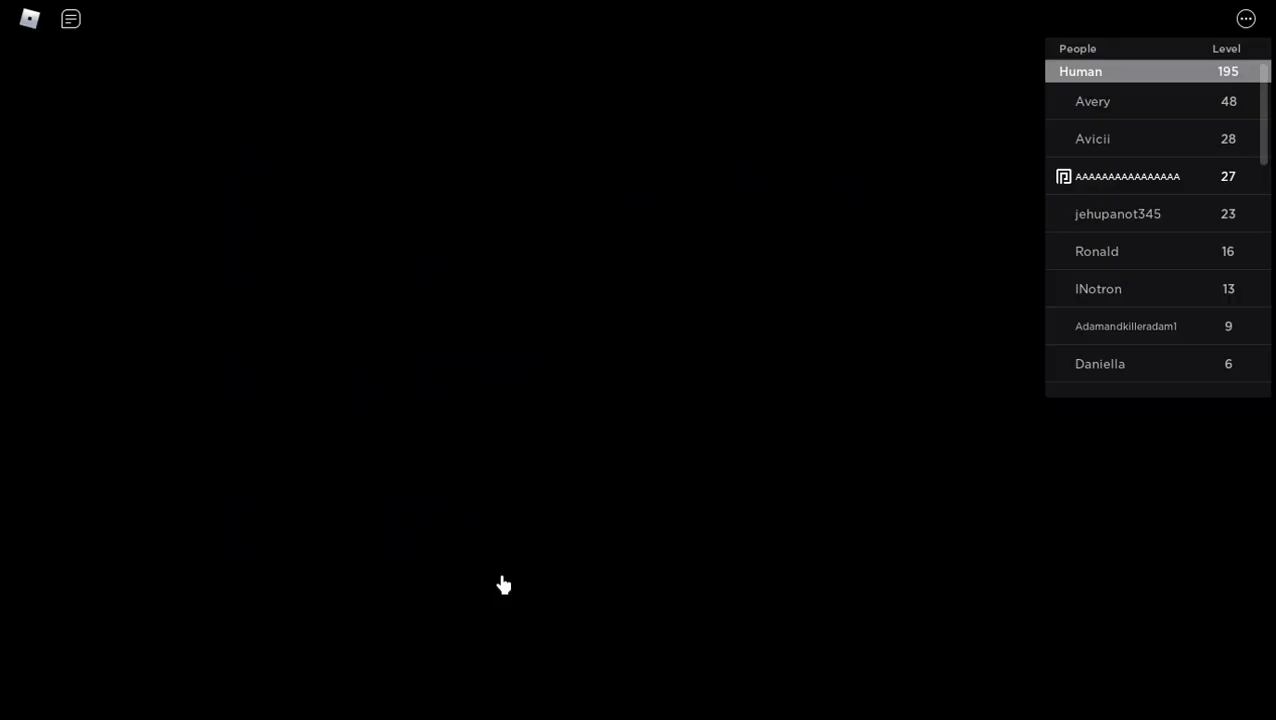 People Level
Human 195
Avery 48
Avicii 28
AAAAAAAAAAAAAAAA 27
jehupanot345 23
Ronald 16
INotron 13
Adamandkilleradam1 9
Daniella 6